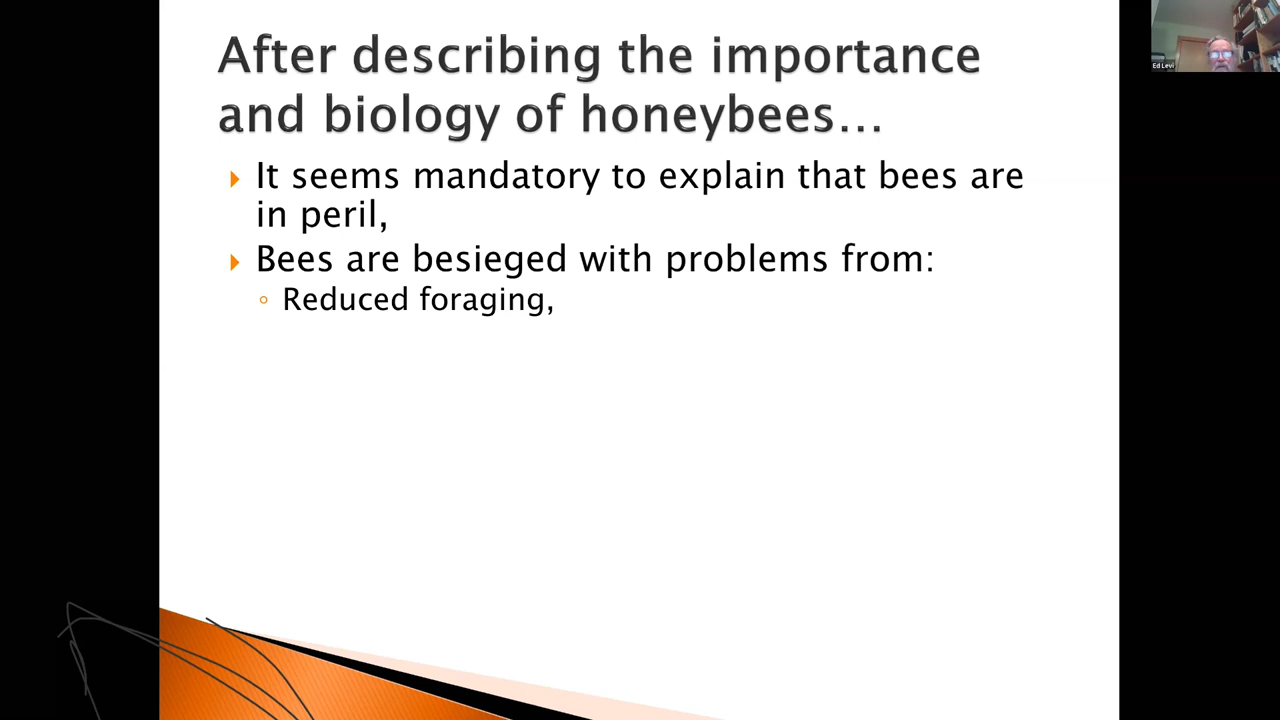 After describing the importance
and biology of honeybees...
It seems mandatory to explain that bees are
in peril,
Bees are besieged with problems from:
Reduced foraging,
Ed Levi